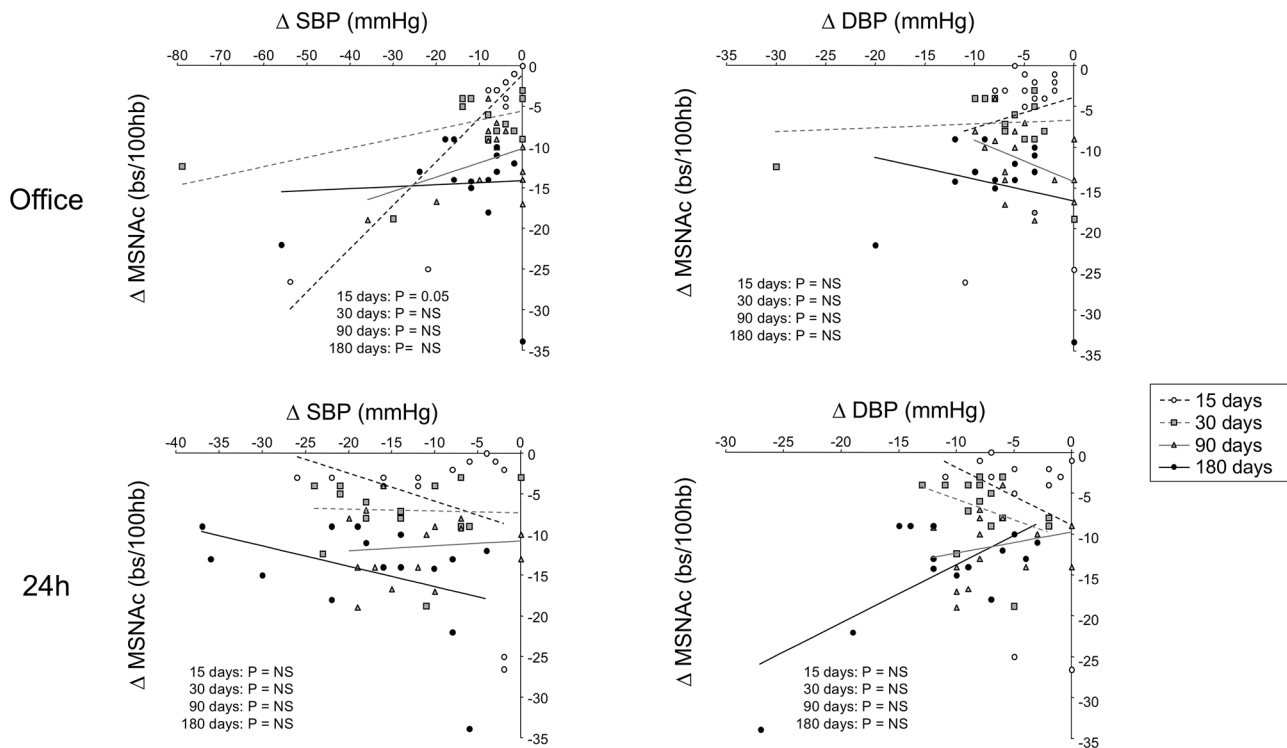 Δ SBP (mmHg)
-80 -70 -60 -50 -40 -30 -20 -10 0
0
-5
-10
-15
-20
-25
-30
-35
Δ MSNAc (bs/100hb)
Office
15 days: P = 0.05
30 days: P = NS
90 days: P = NS
180 days: P= NS
Δ DBP (mmHg)
-35 -30 -25 -20 -15 -10 -5 0
0
-5
-10
-15
-20
-25
-30
-35
Δ MSNAc (bs/100hb)
15 days: P = NS
30 days: P = NS
90 days: P = NS
180 days: P = NS
Δ SBP (mmHg)
-40 -35 -30 -25 -20 -15 -10 -5 0
0
-5
-10
-15
-20
-25
-30
-35
Δ MSNAc (bs/100hb)
24h
15 days: P = NS
30 days: P = NS
90 days: P = NS
180 days: P = NS
Δ DBP (mmHg)
-30 -25 -20 -15 -10 -5 0
0
-5
-10
-15
-20
-25
-30
-35
Δ MSNAc (bs/100hb)
15 days: P = NS
30 days: P = NS
90 days: P = NS
180 days: P = NS
15 days
30 days
90 days
180 days